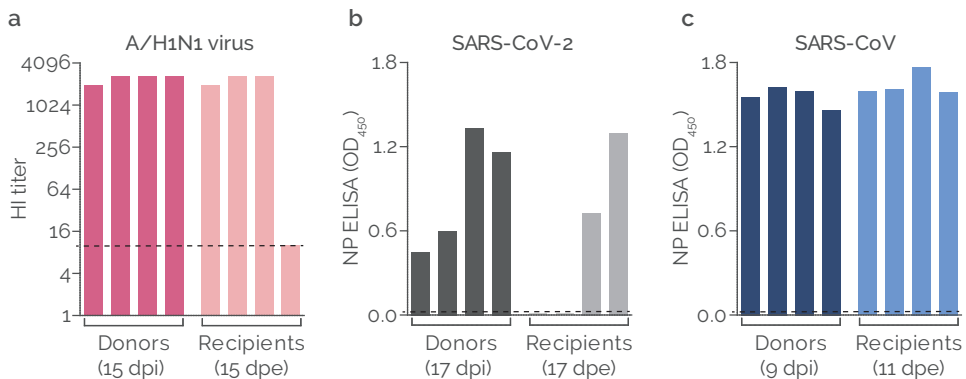 a
A/H1N1 virus
HI titer
4096
1024
256
64
16
4
1
Donors
(15 dpi)
Recipients
(15 dpe)
b
SARS-CoV-2
NP ELISA (OD450)
1.8
1.2
0.6
0.0
Donors
(17 dpi)
Recipients
(17 dpe)
c
SARS-CoV
NP ELISA (OD450)
1.8
1.2
0.6
0.0
Donors
(9 dpi)
Recipients
(11 dpe)